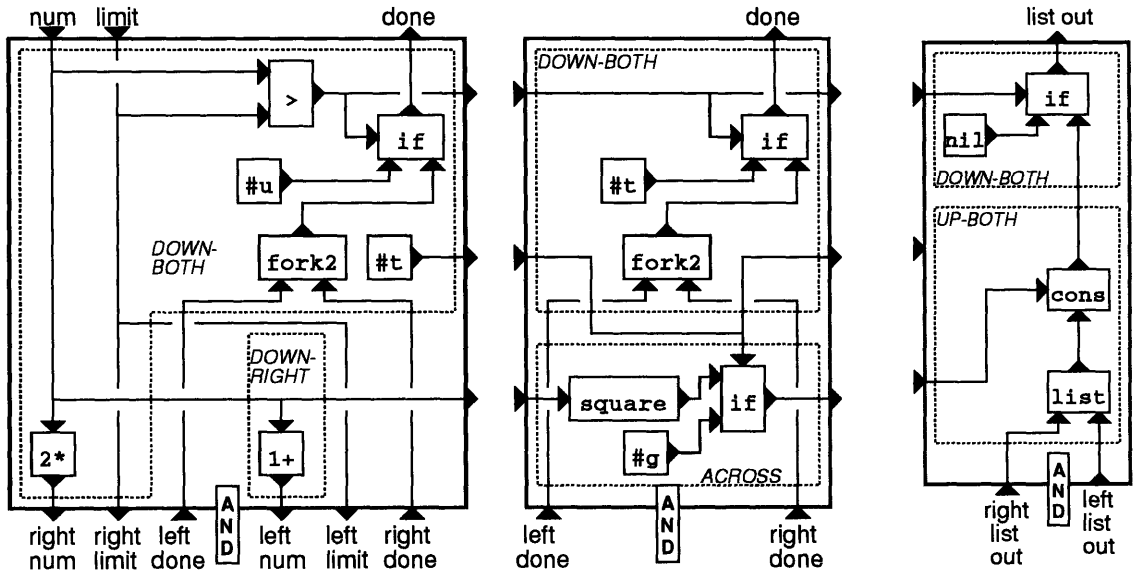 num limit done
>
if
#u
DOWN-
BOTH
fork2
#t
DOWN-
RIGHT
2*
1+
right
num
right
limit
left
done
AND
left
num
left
limit
right
done
done
DOWN-BOTH
if
#t
fork2
square
if
#g
ACROSS
left
done
AND
right
done
list out
if
nil
DOWN-BOTH
UP-BOTH
cons
list
right
list
out
AND
left
list
out